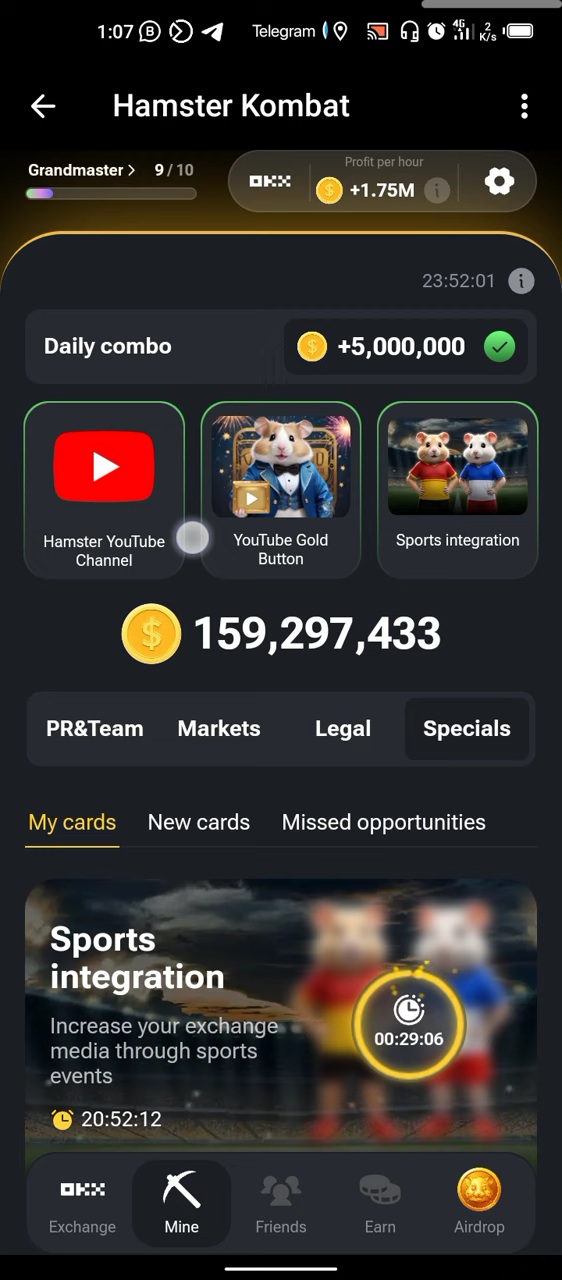 1:07 B Telegram 4G 2 K/s
Hamster Kombat
Grandmaster > 9 / 10
OKX
Profit per hour
+1.75M
23:52:01
Daily combo +5,000,000
Hamster YouTube
Channel
YouTube Gold
Button
Sports integration
159,297,433
PR&Team Markets Legal Specials
My cards New cards Missed opportunities
Sports
integration
Increase your exchange
media through sports
events
00:29:06
20:52:12
OKX
Exchange Mine Friends Earn Airdrop